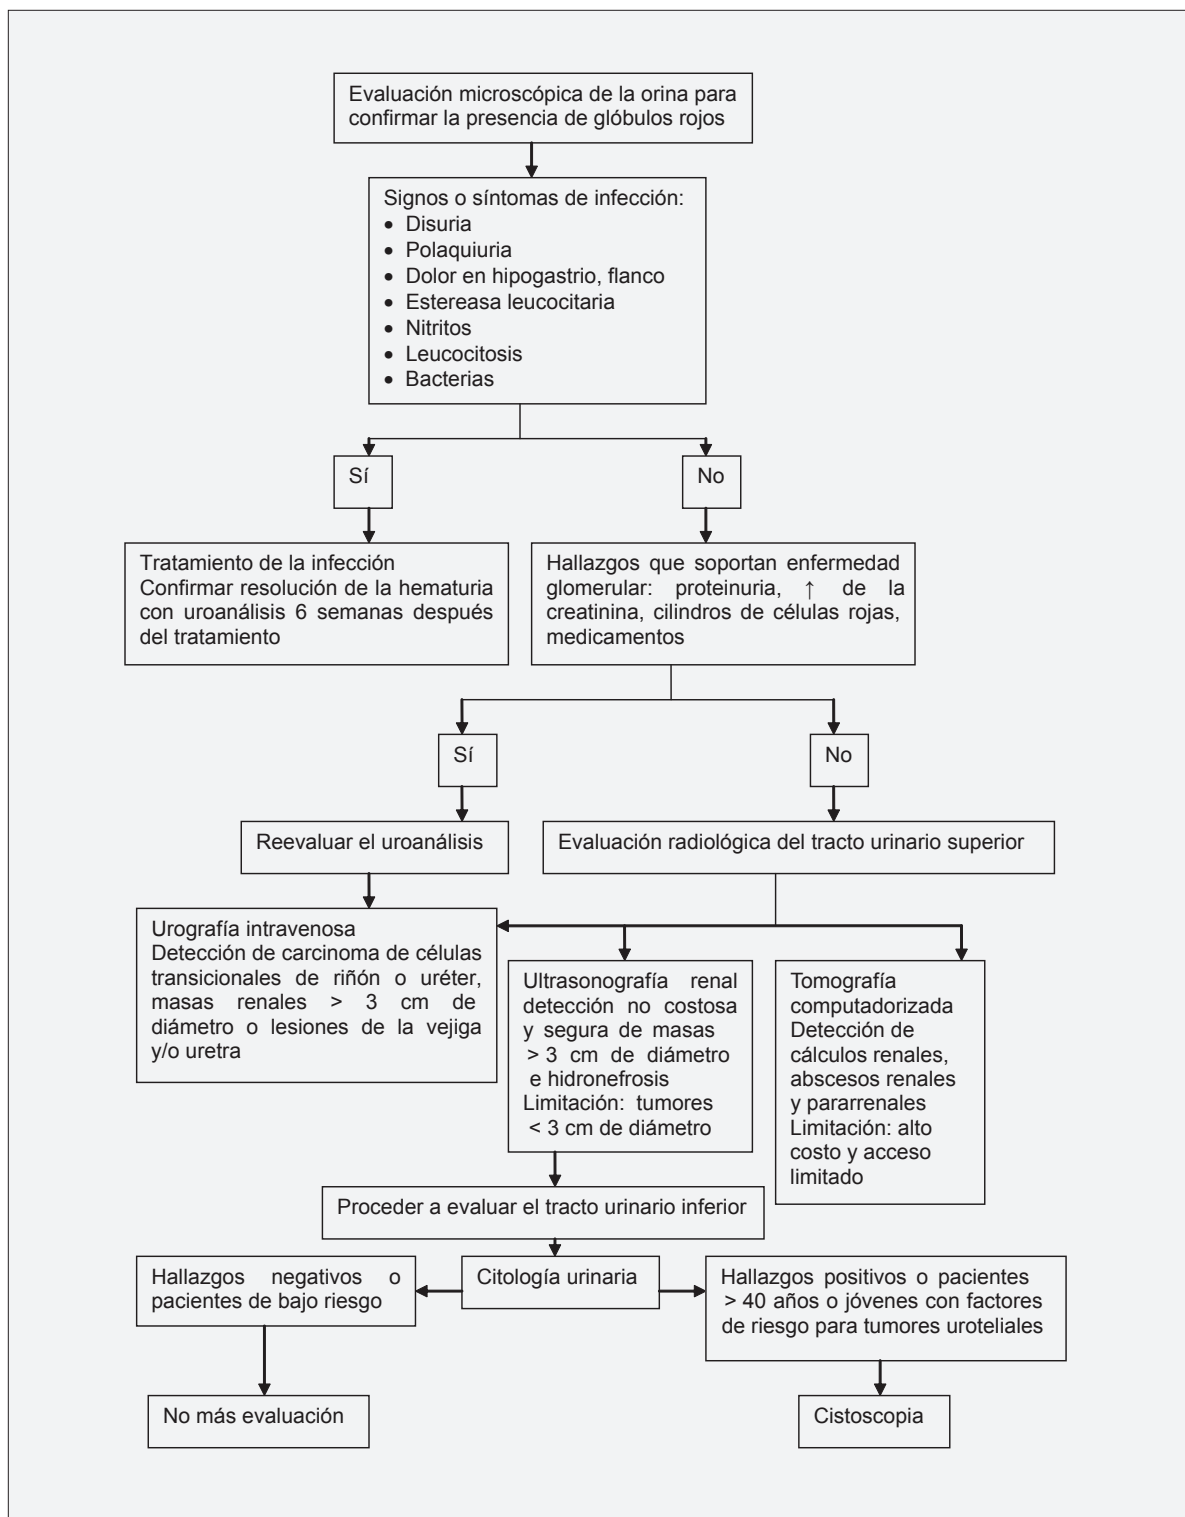 Evaluación microscópica de la orina para
confirmar la presencia de glóbulos rojos
Signos o síntomas de infección:
• Disuria
• Polaquiuria
• Dolor en hipogastrio, flanco
• Estereasa leucocitaria
• Nitritos
• Leucocitosis
• Bacterias
Sí
No
Tratamiento de la infección
Confirmar resolución de la hematuria
con uroanálisis 6 semanas después
del tratamiento
Hallazgos que soportan enfermedad
glomerular: proteinuria, ↑ de la
creatinina, cilindros de células rojas,
medicamentos
Sí
No
Reevaluar el uroanálisis
Evaluación radiológica del tracto urinario superior
Urografía intravenosa
Detección de carcinoma de células
transicionales de riñón o uréter,
masas renales > 3 cm de
diámetro o lesiones de la vejiga
y/o uretra
Ultrasonografía renal
detección no costosa
y segura de masas
> 3 cm de diámetro
e hidronefrosis
Limitación: tumores
< 3 cm de diámetro
Tomografía
computadorizada
Detección de
cálculos renales,
abscesos renales
y pararrenales
Limitación: alto
costo y acceso
limitado
Proceder a evaluar el tracto urinario inferior
Hallazgos negativos o
pacientes de bajo riesgo
Citología urinaria
Hallazgos positivos o pacientes
> 40 años o jóvenes con factores
de riesgo para tumores uroteliales
No más evaluación
Cistoscopia